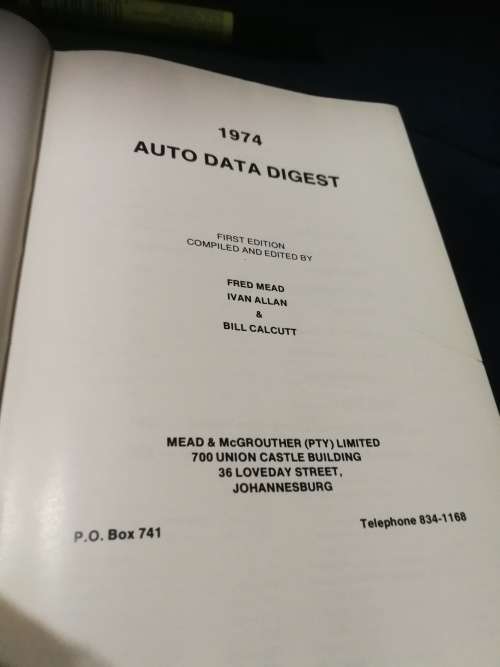 1974
AUTO DATA DIGEST
FIRST EDITION
COMPILED AND EDITED BY
FRED MEAD
IVAN ALLAN
&
BILL CALCUTT
MEAD & McGROUTHER (PTY) LIMITED
700 UNION CASTLE BUILDING
36 LOVEDAY STREET,
JOHANNESBURG
P.O. Box 741
Telephone 834-1168